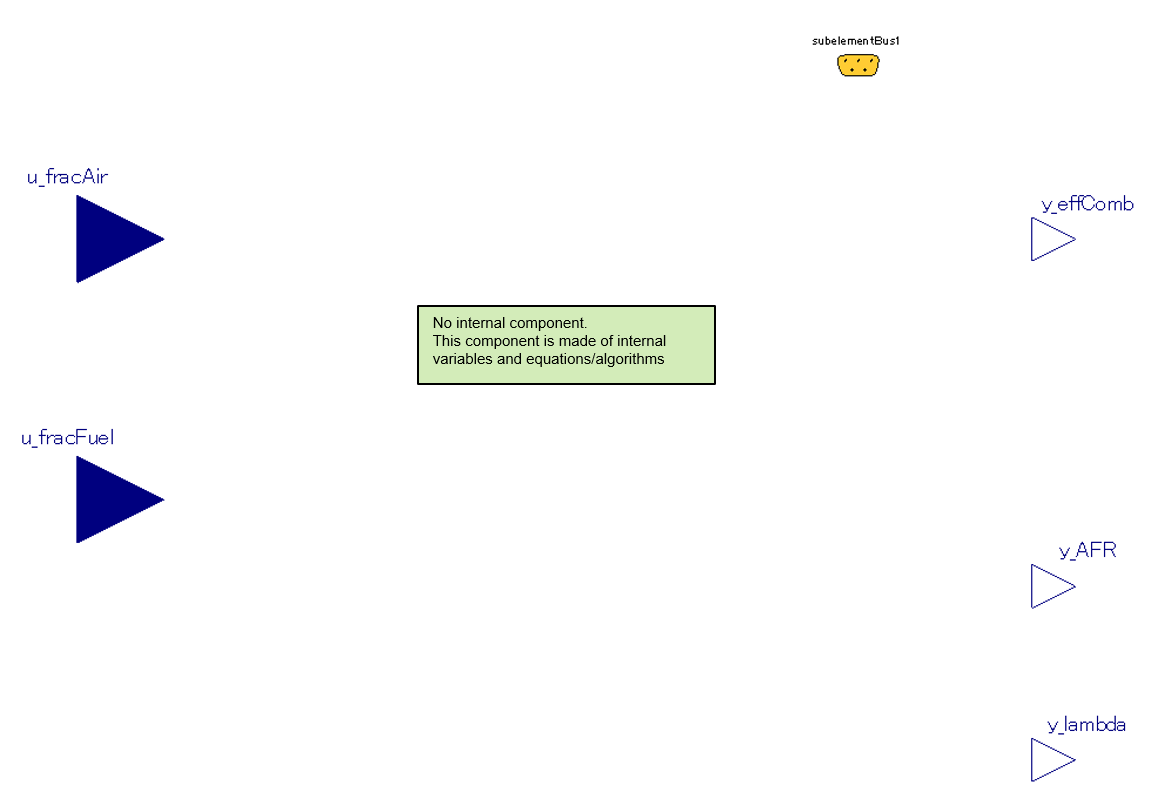 subelementBus1
u_fracAir
y_effComb
No internal component.
This component is made of internal
variables and equations/algorithms
u_fracFuel
y_AFR
y_lambda